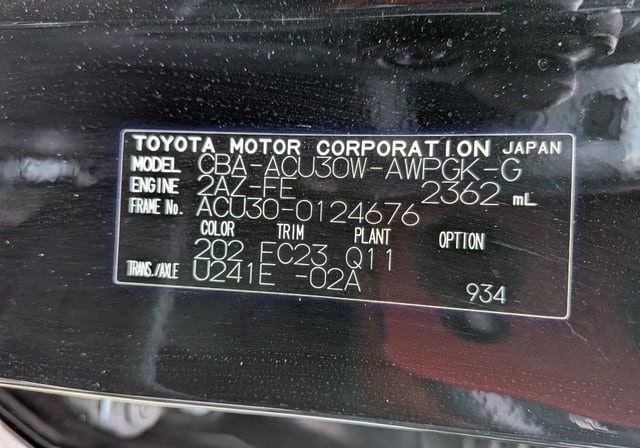 TOYOTA MOTOR CORPORATION JAPAN
MODEL CBA-ACU30W-AWPGK-G
ENGINE 2AZ-FE 2362 mL
FRAME No. ACU30-0124676
COLOR TRIM PLANT OPTION
202 FC23 Q11
TRANS./AXLE U241E -02A 934